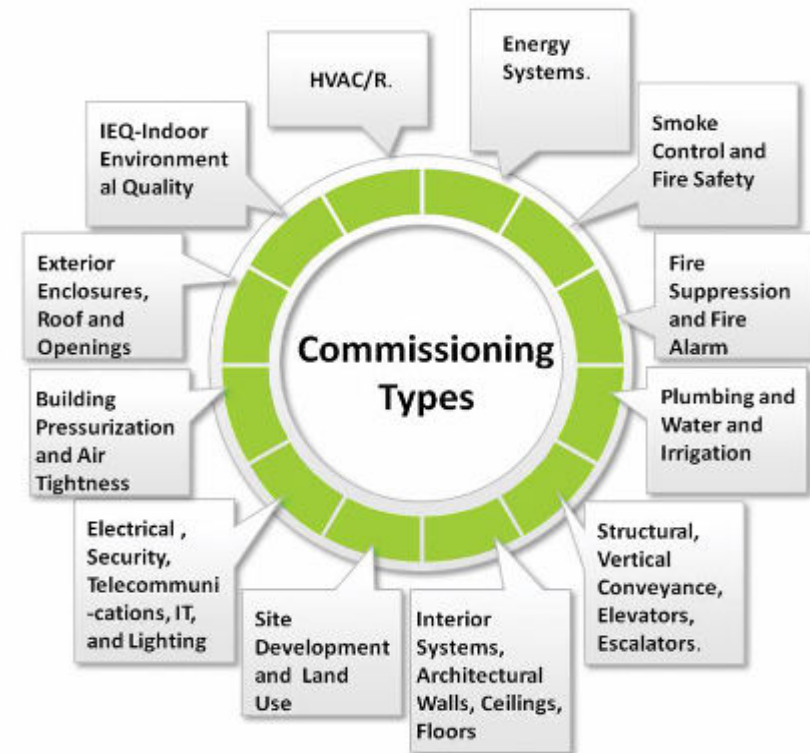 HVAC/R.
Energy
Systems.
Smoke
Control and
Fire Safety
Fire
Suppression
and Fire
Alarm
Plumbing and
Water and
Irrigation
Structural,
Vertical
Conveyance,
Elevators,
Escalators.
Interior
Systems,
Architectural
Walls, Ceilings,
Floors
Site
Development
and Land
Use
Electrical ,
Security,
Telecommuni
-cations, IT,
and Lighting
Building
Pressurization
and Air
Tightness
Exterior
Enclosures,
Roof and
Openings
IEQ-Indoor
Environment
al Quality
Commissioning
Types